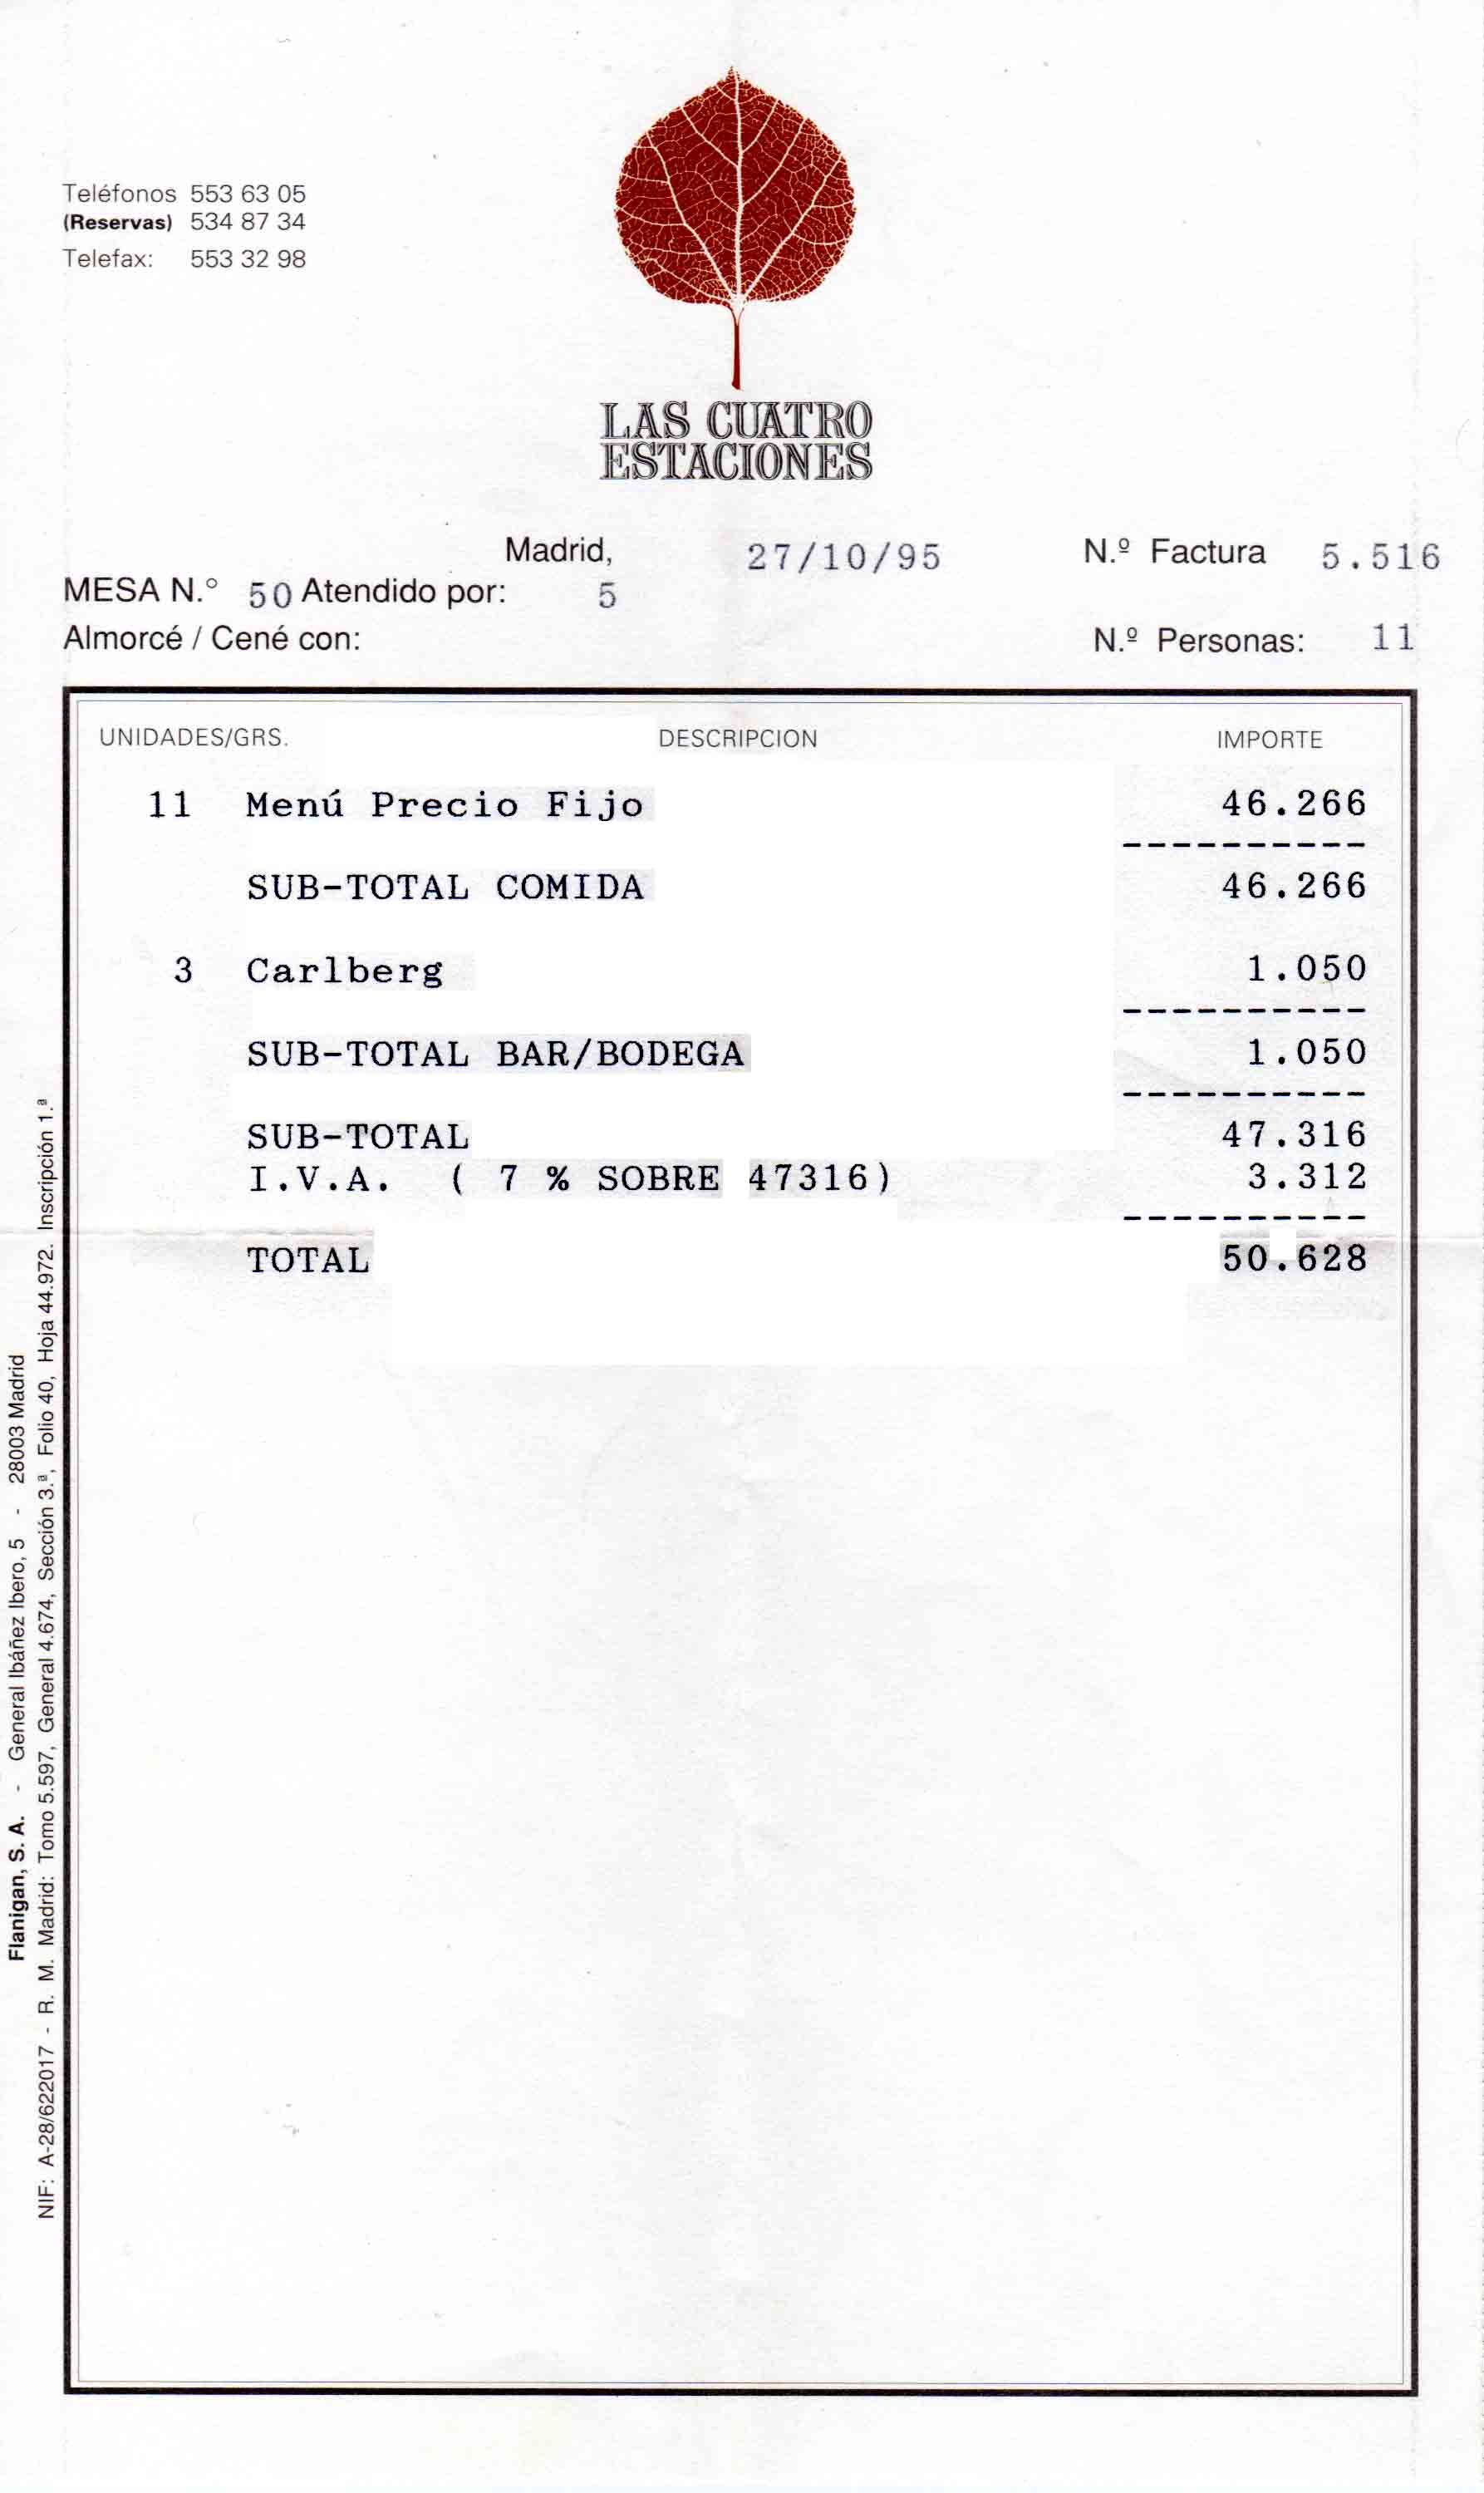 Teléfonos 553 63 05
(Reservas) 534 87 34
Telefax: 553 32 98
LAS CUATRO
ESTACIONES
Madrid, 27/10/95 N.º Factura 5.516
MESA N.° 50 Atendido por: 5
Almorcé / Cené con: N.º Personas: 11
UNIDADES/GRS. DESCRIPCION IMPORTE
11 Menú Precio Fijo 46.266
----------
SUB-TOTAL COMIDA 46.266
3 Carlberg 1.050
----------
SUB-TOTAL BAR/BODEGA 1.050
----------
SUB-TOTAL 47.316
I.V.A. ( 7 % SOBRE 47316) 3.312
----------
TOTAL 50.628
Flanigan, S. A. - General Ibáñez Ibero, 5 - 28003 Madrid
NIF: A-28/622017 - R. M. Madrid: Tomo 5.597, General 4.674, Sección 3.ª, Folio 40, Hoja 44.972. Inscripción 1.ª